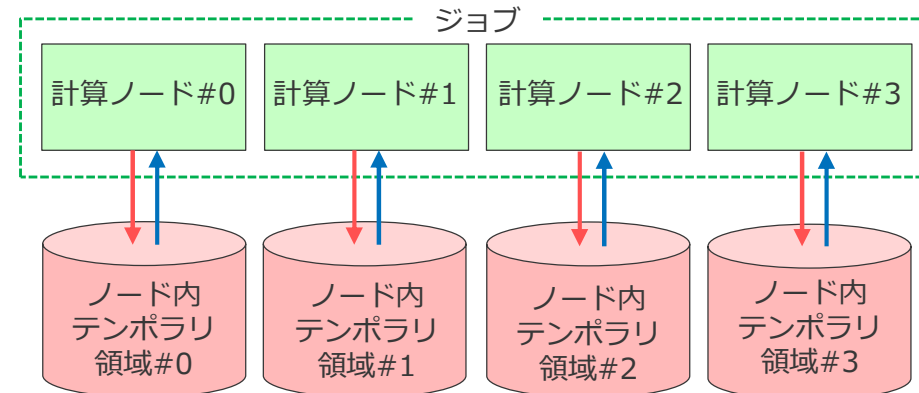 ジョブ
計算ノード#0
計算ノード#1
計算ノード#2
計算ノード#3
ノード内
テンポラリ
領域#0
ノード内
テンポラリ
領域#1
ノード内
テンポラリ
領域#2
ノード内
テンポラリ
領域#3